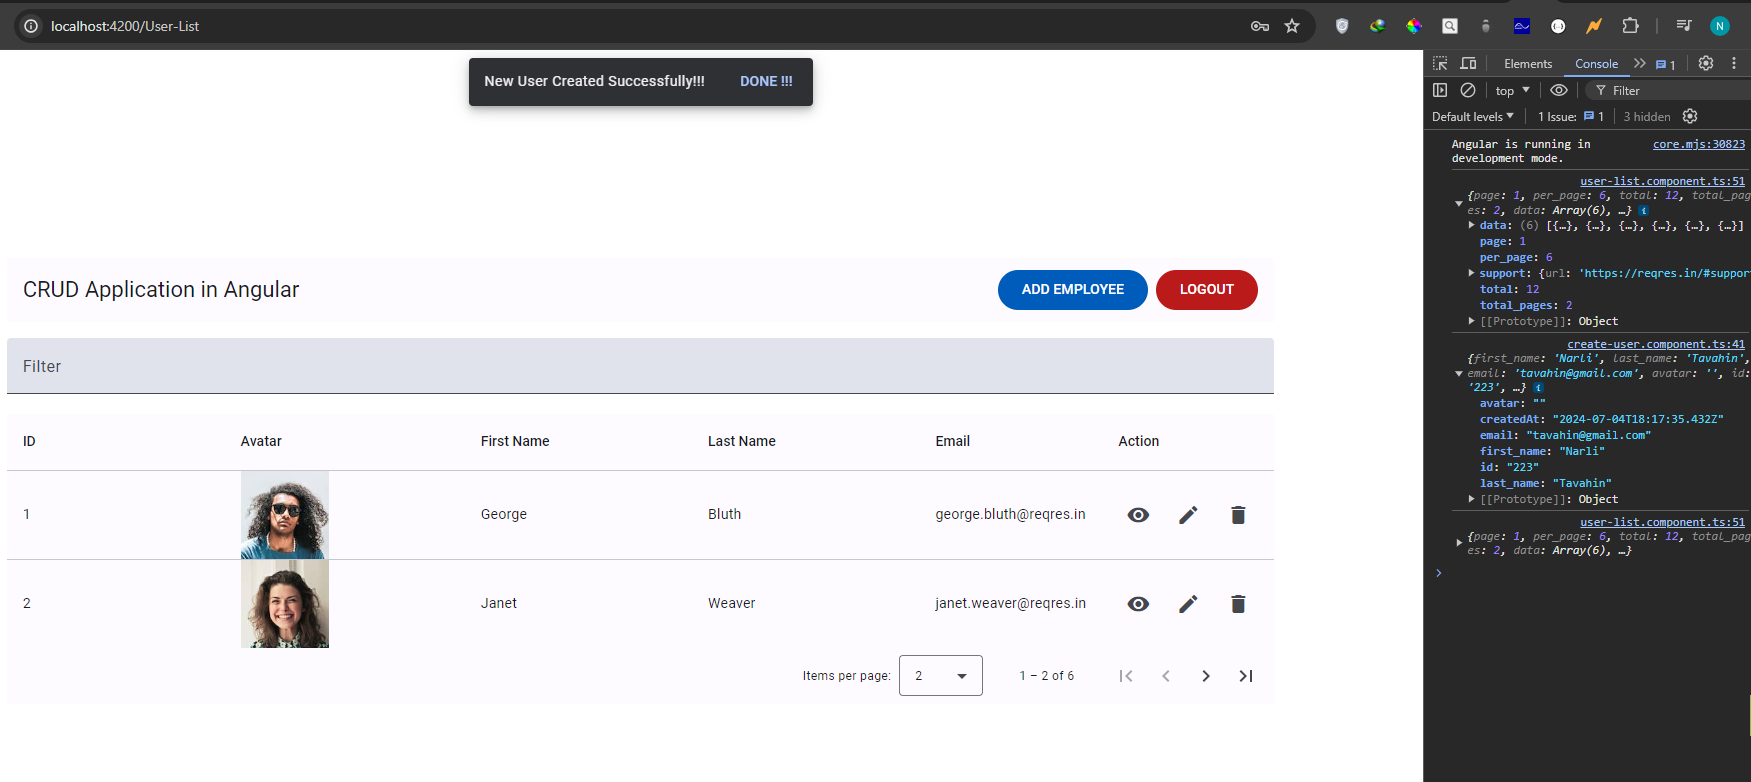 localhost:4200/User-List
N
New User Created Successfully!!! DONE !!!
CRUD Application in Angular
ADD EMPLOYEE
LOGOUT
Filter
ID Avatar First Name Last Name Email Action
1 George Bluth george.bluth@reqres.in
2 Janet Weaver janet.weaver@reqres.in
Items per page: 2 1 – 2 of 6
Elements Console 1
top Filter
Default levels 1 Issue: 1 3 hidden
Angular is running in core.mjs:30823
development mode.
user-list.component.ts:51
{page: 1, per_page: 6, total: 12, total_pag
es: 2, data: Array(6), …} i
data: (6) [{…}, {…}, {…}, {…}, {…}, {…}]
page: 1
per_page: 6
support: {url: 'https://reqres.in/#support
total: 12
total_pages: 2
[[Prototype]]: Object
create-user.component.ts:41
{first_name: 'Narli', last_name: 'Tavahin',
email: 'tavahin@gmail.com', avatar: '', id:
'223', …} i
avatar: ""
createdAt: "2024-07-04T18:17:35.432Z"
email: "tavahin@gmail.com"
first_name: "Narli"
id: "223"
last_name: "Tavahin"
[[Prototype]]: Object
user-list.component.ts:51
{page: 1, per_page: 6, total: 12, total_pag
es: 2, data: Array(6), …}